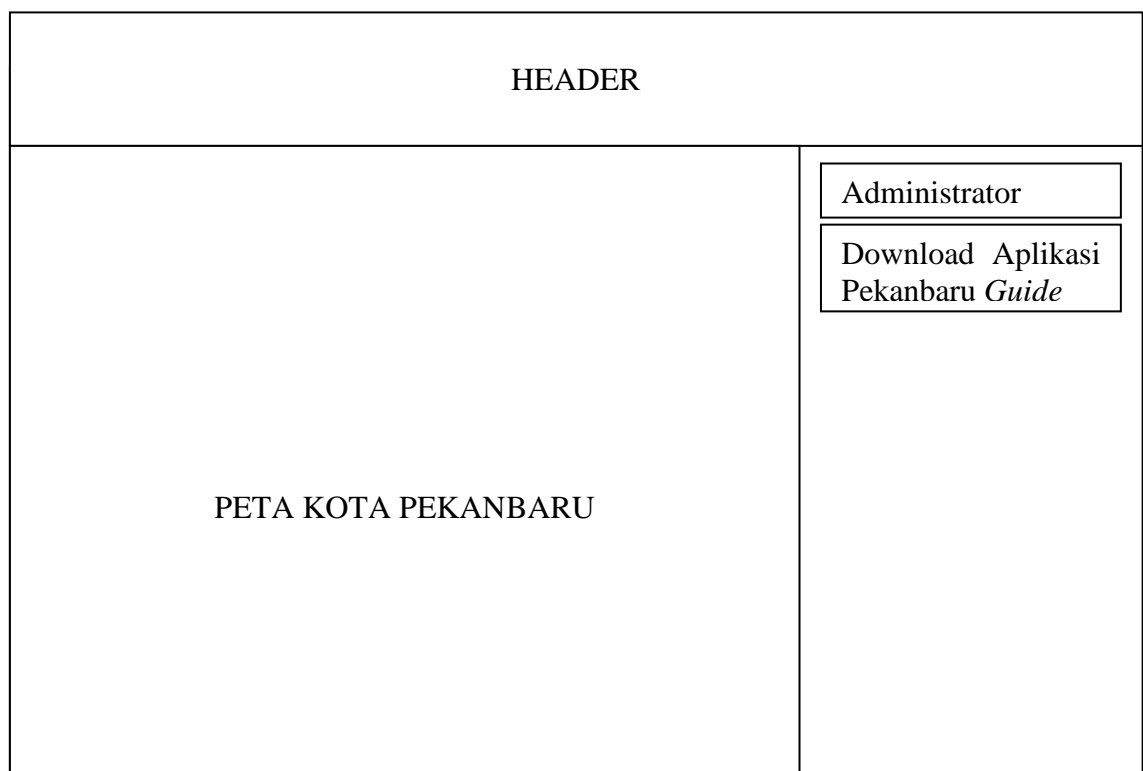 HEADER
Administrator
Download Aplikasi
Pekanbaru Guide
PETA KOTA PEKANBARU